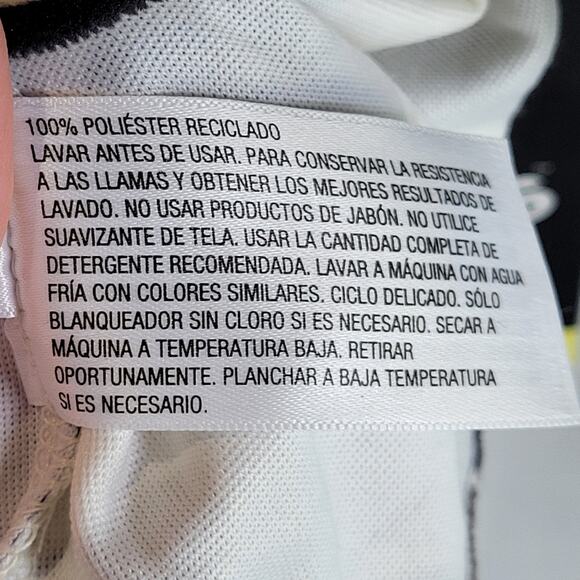 100% POLIÉSTER RECICLADO
LAVAR ANTES DE USAR. PARA CONSERVAR LA RESISTENCIA
A LAS LLAMAS Y OBTENER LOS MEJORES RESULTADOS DE
LAVADO. NO USAR PRODUCTOS DE JABÓN. NO UTILICE
SUAVIZANTE DE TELA. USAR LA CANTIDAD COMPLETA DE
DETERGENTE RECOMENDADA. LAVAR A MÁQUINA CON AGUA
FRÍA CON COLORES SIMILARES. CICLO DELICADO. SÓLO
BLANQUEADOR SIN CLORO SI ES NECESARIO. SECAR A
MÁQUINA A TEMPERATURA BAJA. RETIRAR
OPORTUNAMENTE. PLANCHAR A BAJA TEMPERATURA
SI ES NECESARIO.